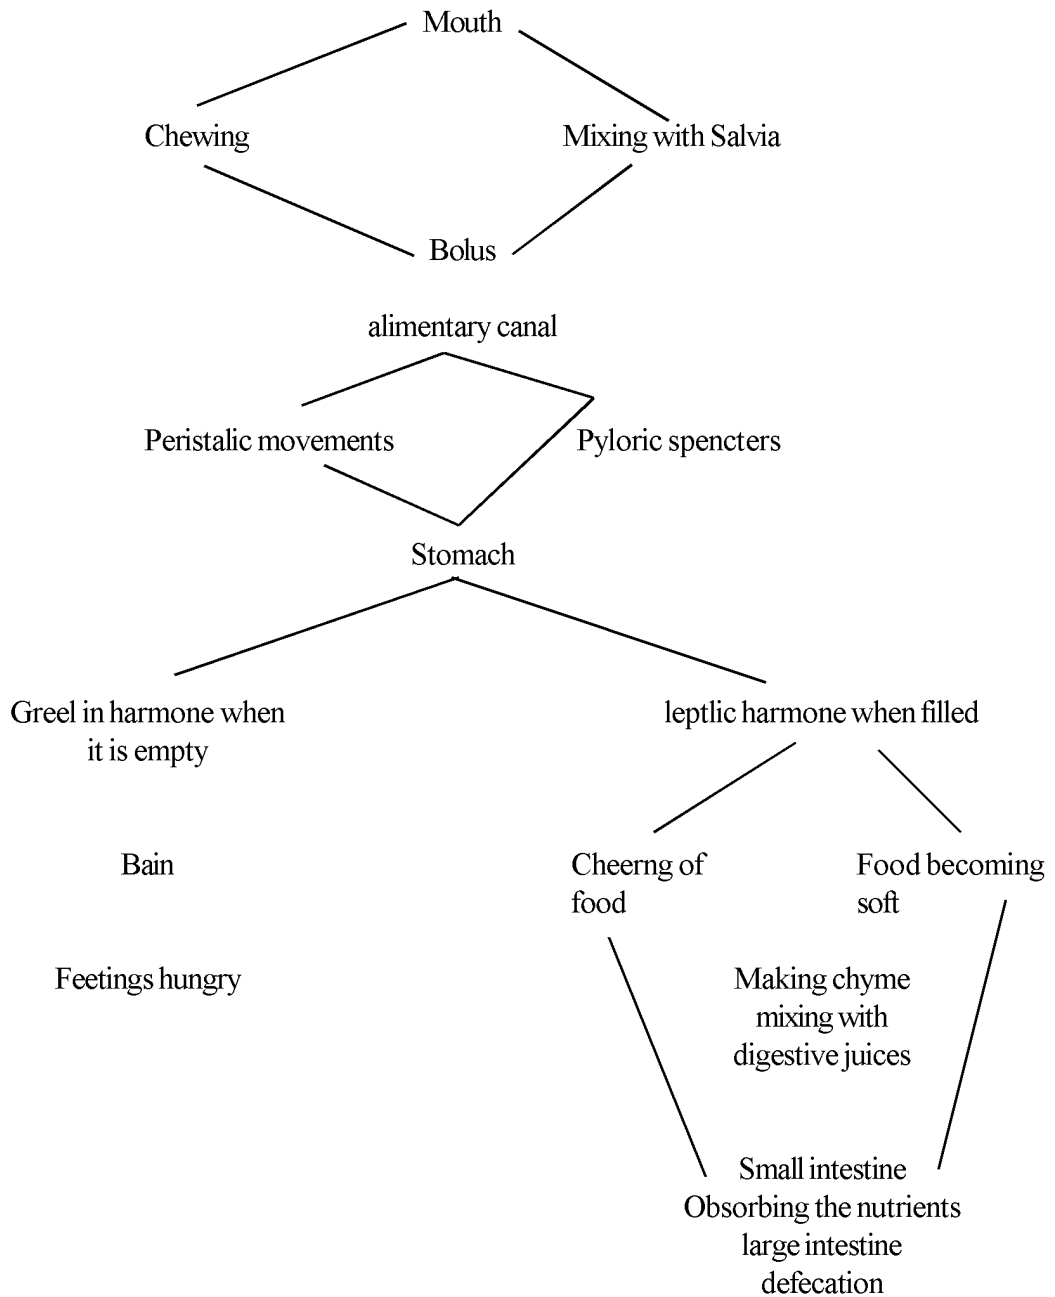 Mouth
Chewing
Mixing with Salvia
Bolus
alimentary canal
Peristalic movements
Pyloric spencters
Stomach
Greel in harmone when
it is empty
leptlic harmone when filled
Bain
Cheerng of
food
Food becoming
soft
Feetings hungry
Making chyme
mixing with
digestive juices
Small intestine
Obsorbing the nutrients
large intestine
defecation